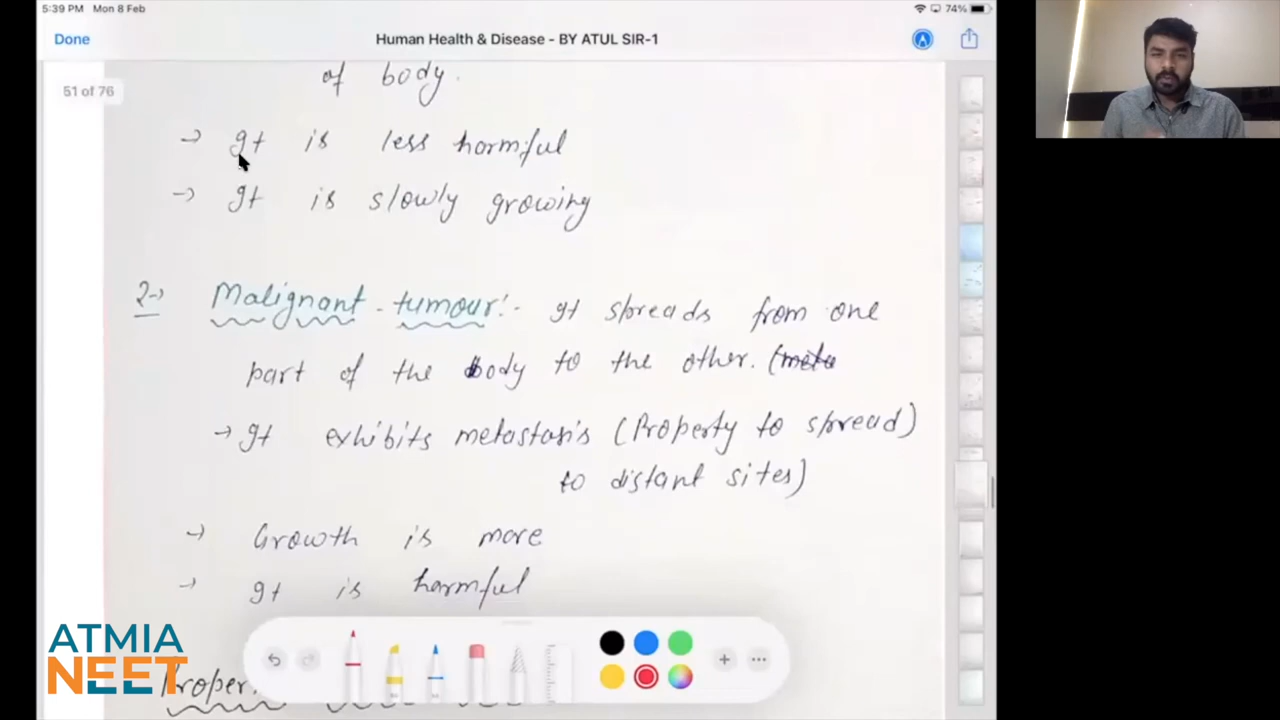 5:39 PM Mon 8 Feb
74%
Done
Human Health & Disease - BY ATUL SIR-1
51 of 76
of body.
→ It is less harmful
→ It is slowly growing
2→ Malignant - tumour:- It spreads from one
part of the body to the other. (meta
→ It exhibits metastasis (Property to spread)
to distant sites)
→ Growth is more
→ It is harmful
Proper
ATMIA
NEET